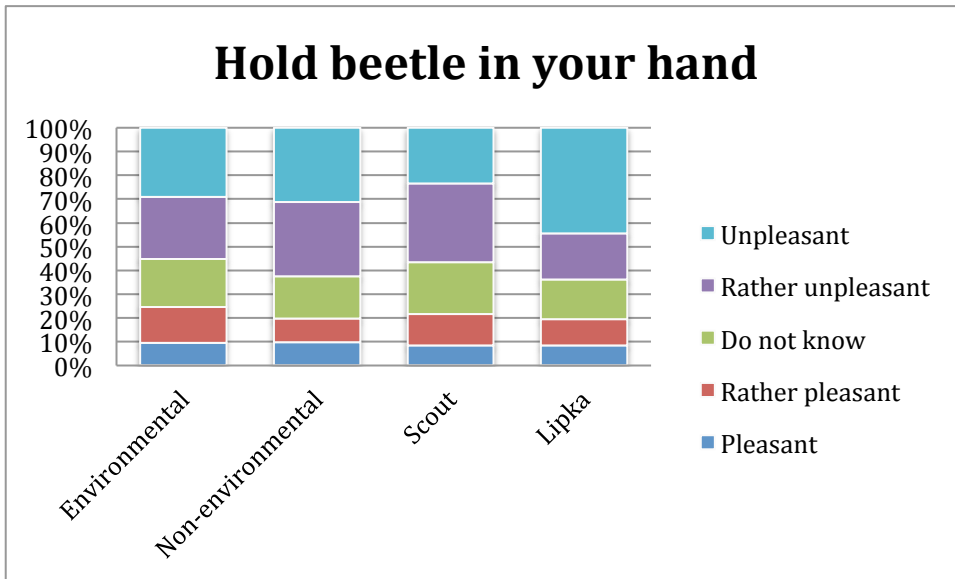 Hold beetle in your hand
100%
90%
80%
70%
60%
50%
40%
30%
20%
10%
0%
Environmental
Non-environmental
Scout
Lipka
Unpleasant
Rather unpleasant
Do not know
Rather pleasant
Pleasant